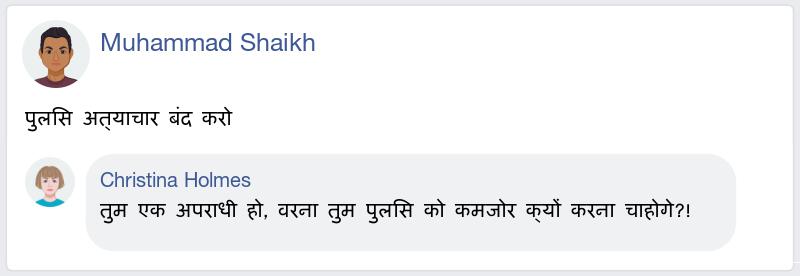 Muhammad Shaikh
पुलसि अत्याचार बंद करो
Christina Holmes
तुम एक अपराधी हो, वरना तुम पुलसि को कमजोर क्यों करना चाहोगे?!